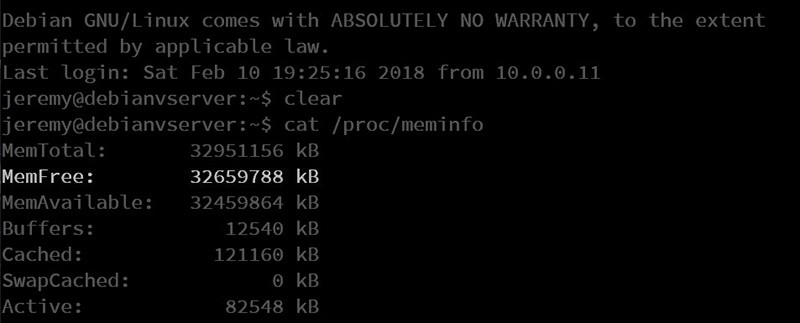 Debian GNU/Linux comes with ABSOLUTELY NO WARRANTY, to the extent
permitted by applicable law.
Last login: Sat Feb 10 19:25:16 2018 from 10.0.0.11
jeremy@debianvserver:~$ clear
jeremy@debianvserver:~$ cat /proc/meminfo
MemTotal:       32951156 kB
MemFree:        32659788 kB
MemAvailable:   32459864 kB
Buffers:           12540 kB
Cached:           121160 kB
SwapCached:            0 kB
Active:            82548 kB